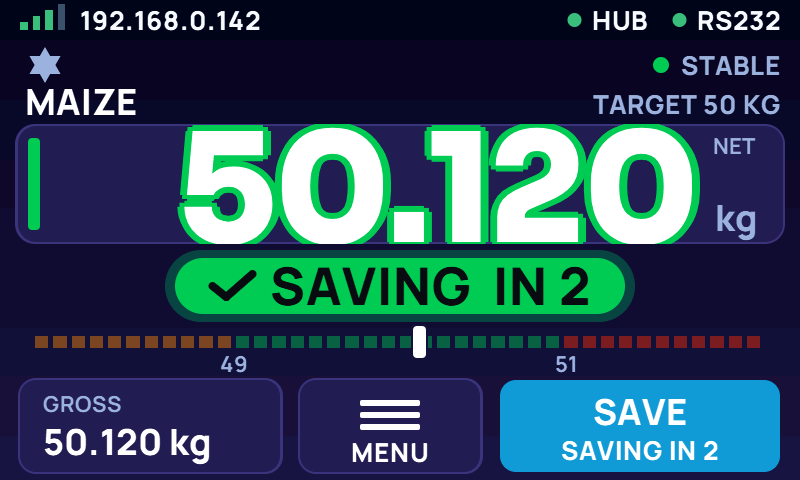 192.168.0.142
HUB
RS232
STABLE
MAIZE
TARGET 50 KG
50.120
NET
kg
SAVING IN 2
49
51
GROSS
50.120 kg
MENU
SAVE
SAVING IN 2